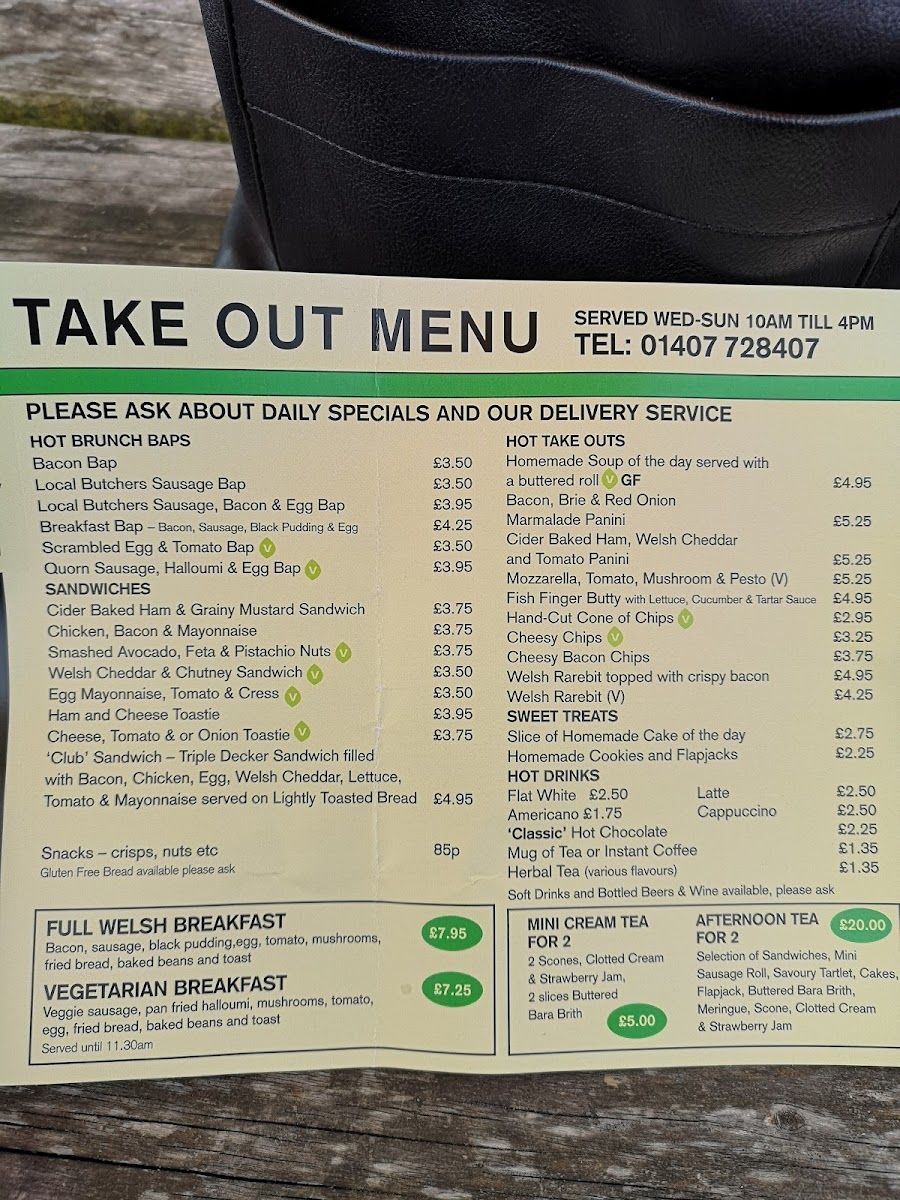 TAKE OUT MENU
SERVED WED-SUN 10AM TILL 4PM
TEL: 01407 728407
PLEASE ASK ABOUT DAILY SPECIALS AND OUR DELIVERY SERVICE
HOT BRUNCH BAPS
Bacon Bap £3.50
Local Butchers Sausage Bap £3.50
Local Butchers Sausage, Bacon & Egg Bap £3.95
Breakfast Bap – Bacon, Sausage, Black Pudding & Egg £4.25
Scrambled Egg & Tomato Bap V £3.50
Quorn Sausage, Halloumi & Egg Bap V £3.95
SANDWICHES
Cider Baked Ham & Grainy Mustard Sandwich £3.75
Chicken, Bacon & Mayonnaise £3.75
Smashed Avocado, Feta & Pistachio Nuts V £3.75
Welsh Cheddar & Chutney Sandwich V £3.50
Egg Mayonnaise, Tomato & Cress V £3.50
Ham and Cheese Toastie £3.95
Cheese, Tomato & or Onion Toastie V £3.75
‘Club’ Sandwich – Triple Decker Sandwich filled
with Bacon, Chicken, Egg, Welsh Cheddar, Lettuce,
Tomato & Mayonnaise served on Lightly Toasted Bread £4.95
Snacks – crisps, nuts etc 85p
Gluten Free Bread available please ask
HOT TAKE OUTS
Homemade Soup of the day served with
a buttered roll V GF £4.95
Bacon, Brie & Red Onion
Marmalade Panini £5.25
Cider Baked Ham, Welsh Cheddar
and Tomato Panini £5.25
Mozzarella, Tomato, Mushroom & Pesto (V) £5.25
Fish Finger Butty with Lettuce, Cucumber & Tartar Sauce £4.95
Hand-Cut Cone of Chips V £2.95
Cheesy Chips V £3.25
Cheesy Bacon Chips £3.75
Welsh Rarebit topped with crispy bacon £4.95
Welsh Rarebit (V) £4.25
SWEET TREATS
Slice of Homemade Cake of the day £2.75
Homemade Cookies and Flapjacks £2.25
HOT DRINKS
Flat White £2.50 Latte £2.50
Americano £1.75 Cappuccino £2.50
‘Classic’ Hot Chocolate £2.25
Mug of Tea or Instant Coffee £1.35
Herbal Tea (various flavours) £1.35
Soft Drinks and Bottled Beers & Wine available, please ask
FULL WELSH BREAKFAST £7.95
Bacon, sausage, black pudding,egg, tomato, mushrooms,
fried bread, baked beans and toast
VEGETARIAN BREAKFAST £7.25
Veggie sausage, pan fried halloumi, mushrooms, tomato,
egg, fried bread, baked beans and toast
Served until 11.30am
MINI CREAM TEA
FOR 2
2 Scones, Clotted Cream
& Strawberry Jam,
2 slices Buttered
Bara Brith £5.00
AFTERNOON TEA £20.00
FOR 2
Selection of Sandwiches, Mini
Sausage Roll, Savoury Tartlet, Cakes,
Flapjack, Buttered Bara Brith,
Meringue, Scone, Clotted Cream
& Strawberry Jam